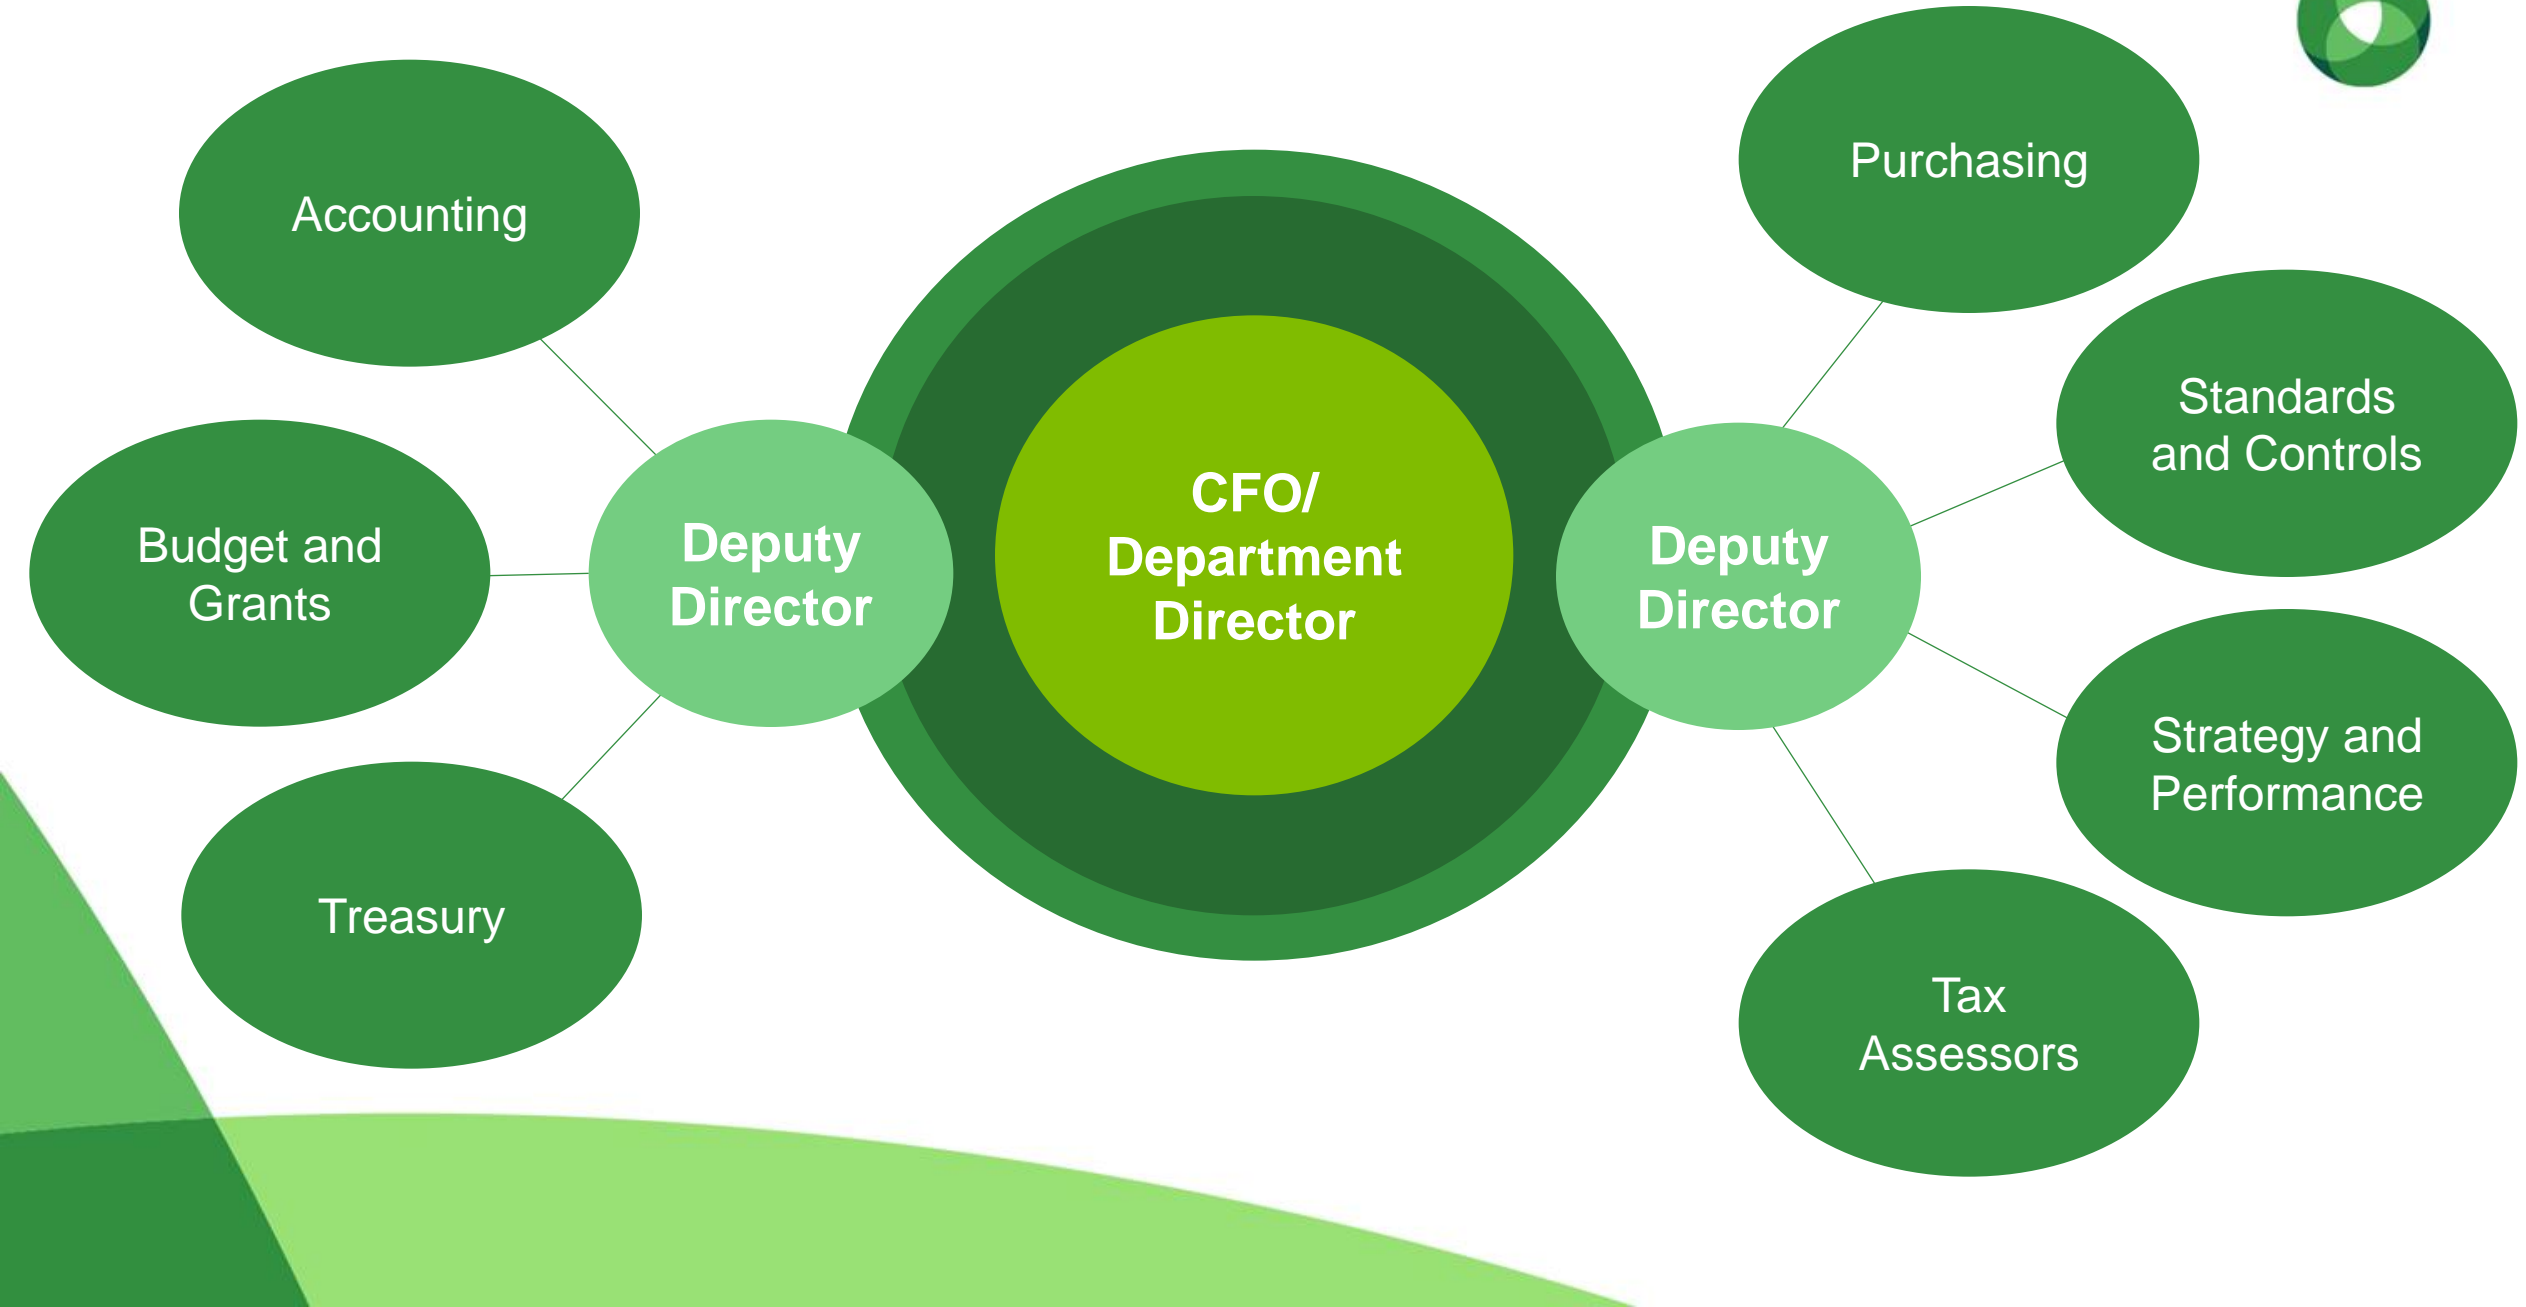 Accounting
Budget and
Grants
Treasury
Deputy
Director
CFO/
Department
Director
Deputy
Director
Purchasing
Standards
and Controls
Strategy and
Performance
Tax
Assessors